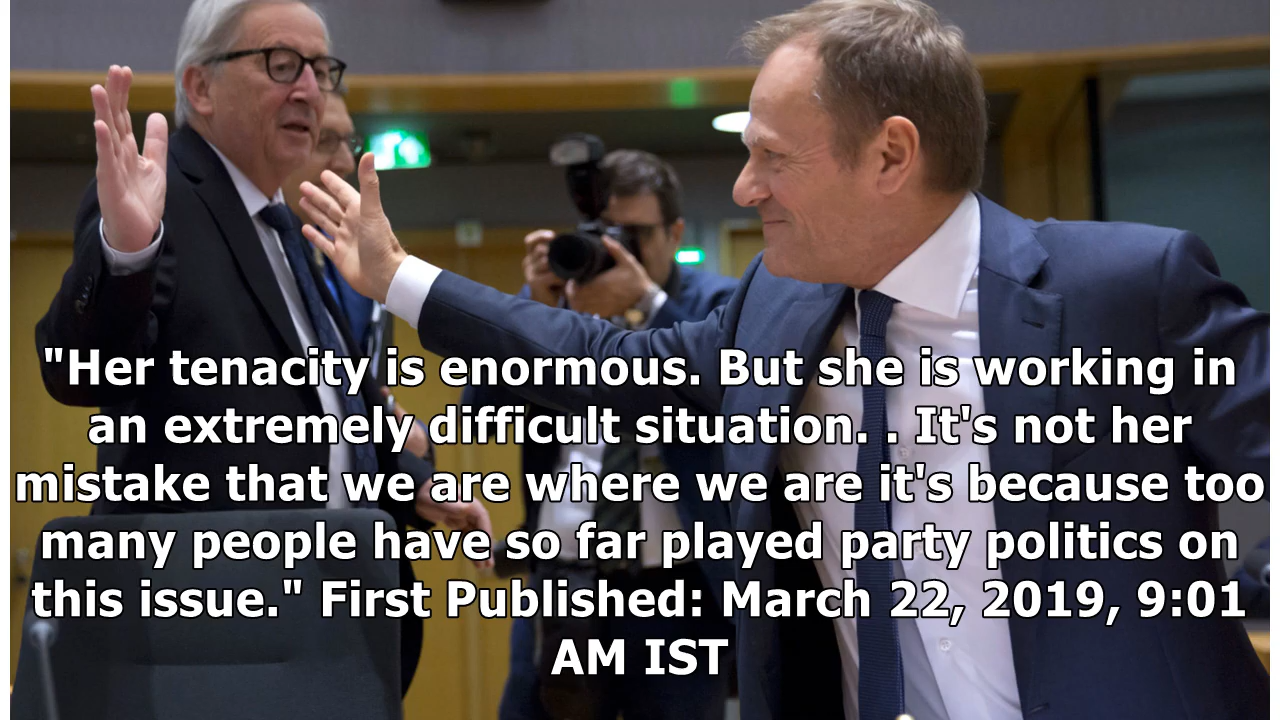 "Her tenacity is enormous. But she is working in
an extremely difficult situation. . It's not her
mistake that we are where we are it's because too
many people have so far played party politics on
this issue." First Published: March 22, 2019, 9:01
AM IST